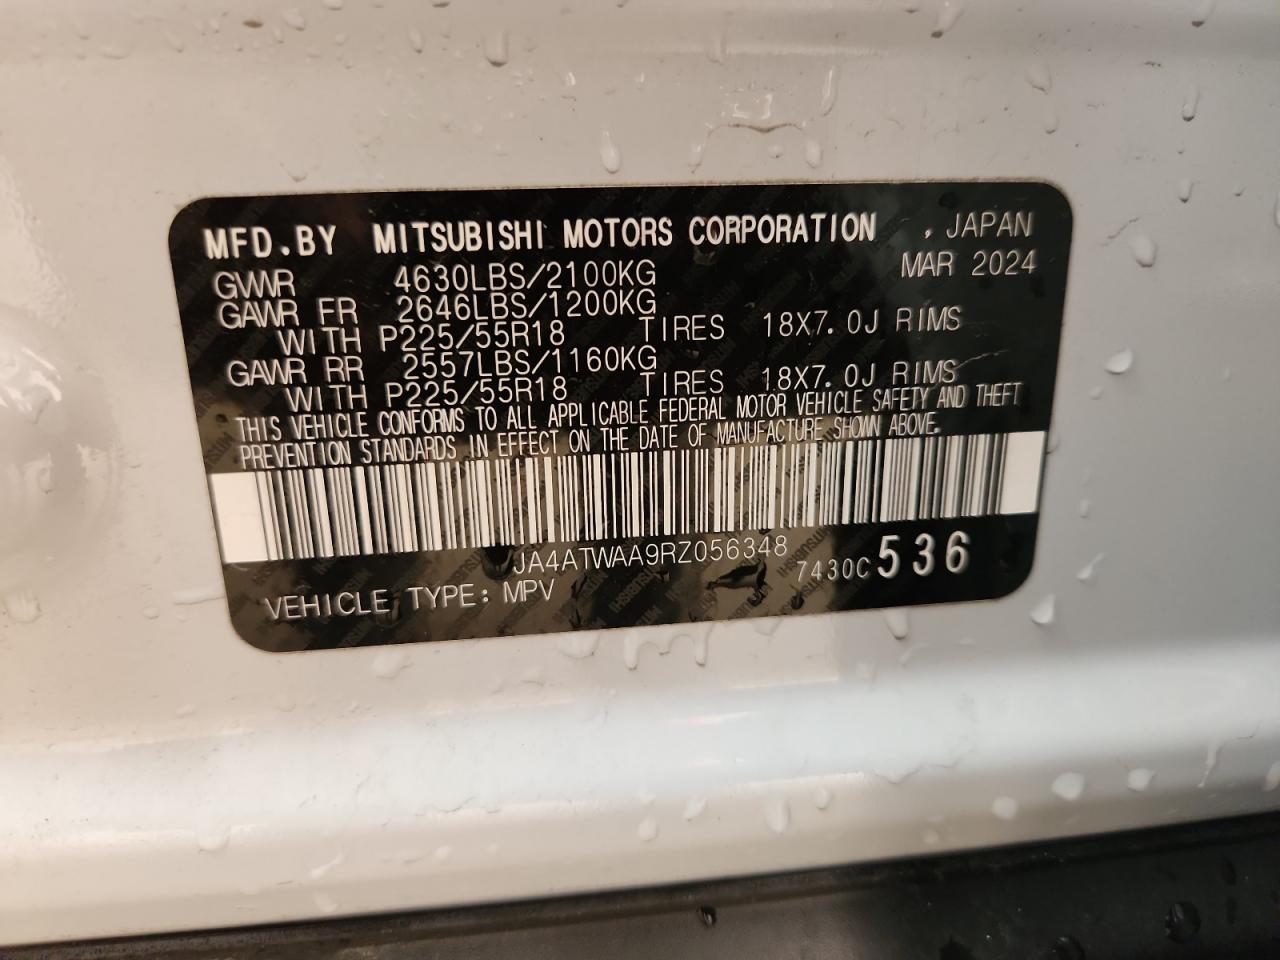 MFD.BY MITSUBISHI MOTORS CORPORATION , JAPAN
GVWR 4630LBS/2100KG MAR 2024
GAWR FR 2646LBS/1200KG
WITH P225/55R18 TIRES 18X7.0J RIMS
GAWR RR 2557LBS/1160KG
WITH P225/55R18 TIRES 18X7.0J RIMS
THIS VEHICLE CONFORMS TO ALL APPLICABLE FEDERAL MOTOR VEHICLE SAFETY AND THEFT
PREVENTION STANDARDS IN EFFECT ON THE DATE OF MANUFACTURE SHOWN ABOVE.
JA4ATWAA9RZ056348
VEHICLE TYPE: MPV 7430C 536